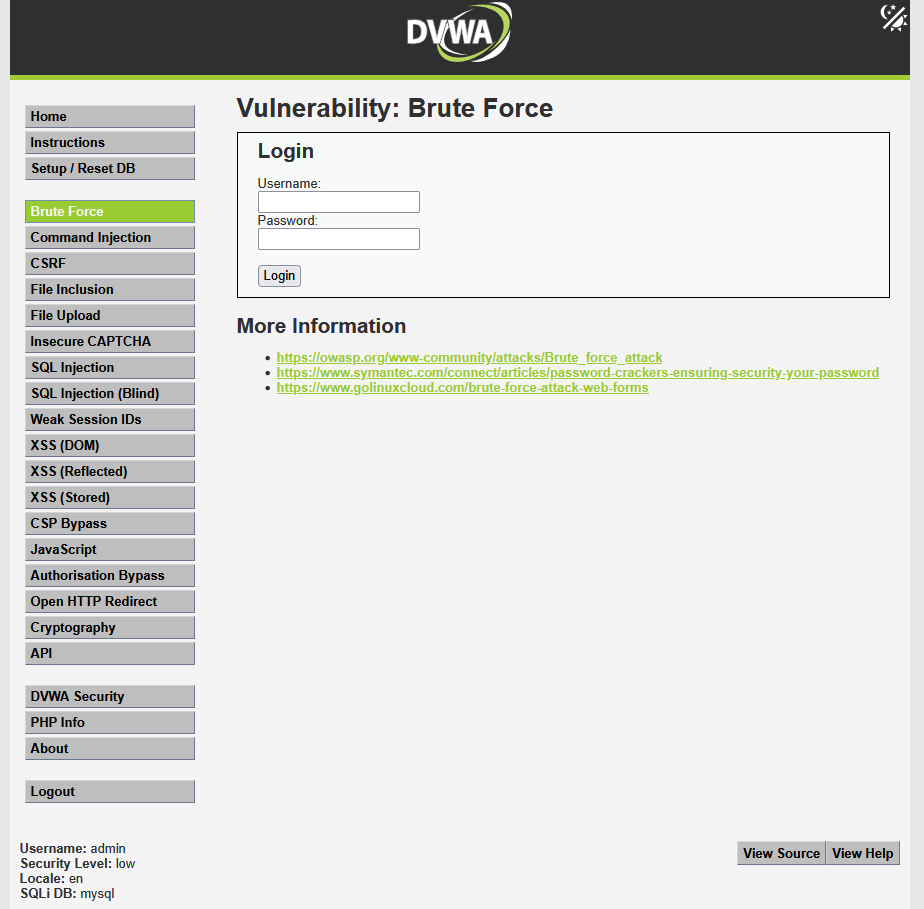 DVWA
Home
Instructions
Setup / Reset DB
Brute Force
Command Injection
CSRF
File Inclusion
File Upload
Insecure CAPTCHA
SQL Injection
SQL Injection (Blind)
Weak Session IDs
XSS (DOM)
XSS (Reflected)
XSS (Stored)
CSP Bypass
JavaScript
Authorisation Bypass
Open HTTP Redirect
Cryptography
API
DVWA Security
PHP Info
About
Logout
Vulnerability: Brute Force
Login
Username:
Password:
Login
More Information
https://owasp.org/www-community/attacks/Brute_force_attack
https://www.symantec.com/connect/articles/password-crackers-ensuring-security-your-password
https://www.golinuxcloud.com/brute-force-attack-web-forms
Username: admin
Security Level: low
Locale: en
SQLi DB: mysql
View Source
View Help